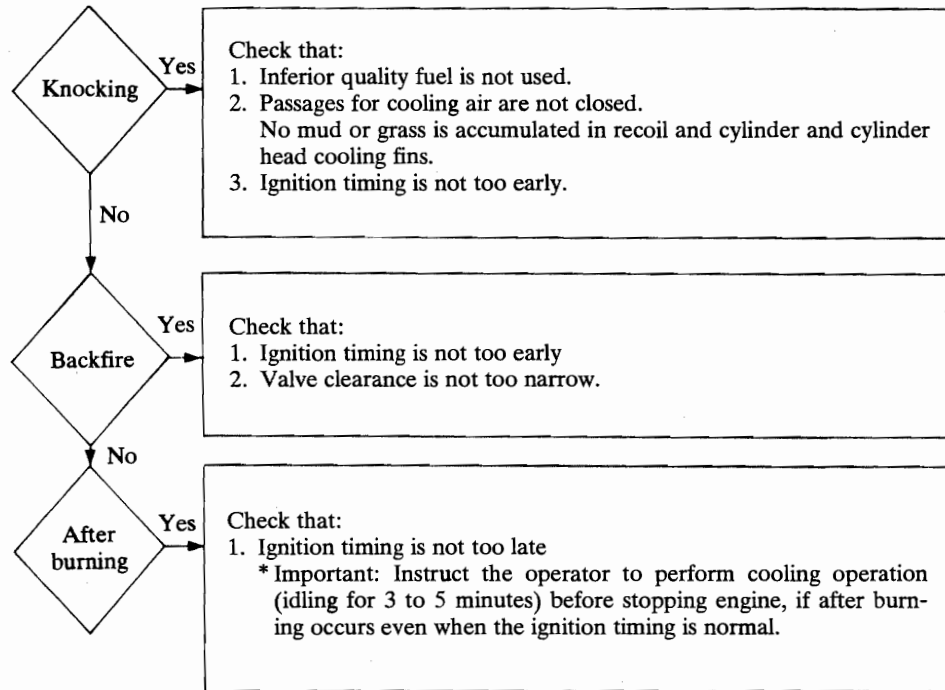 Knocking
Yes
Check that:
1. Inferior quality fuel is not used.
2. Passages for cooling air are not closed.
No mud or grass is accumulated in recoil and cylinder and cylinder
head cooling fins.
3. Ignition timing is not too early.
No
Backfire
Yes
Check that:
1. Ignition timing is not too early
2. Valve clearance is not too narrow.
No
After
burning
Yes
Check that:
1. Ignition timing is not too late
* Important: Instruct the operator to perform cooling operation
(idling for 3 to 5 minutes) before stopping engine, if after burn-
ing occurs even when the ignition timing is normal.